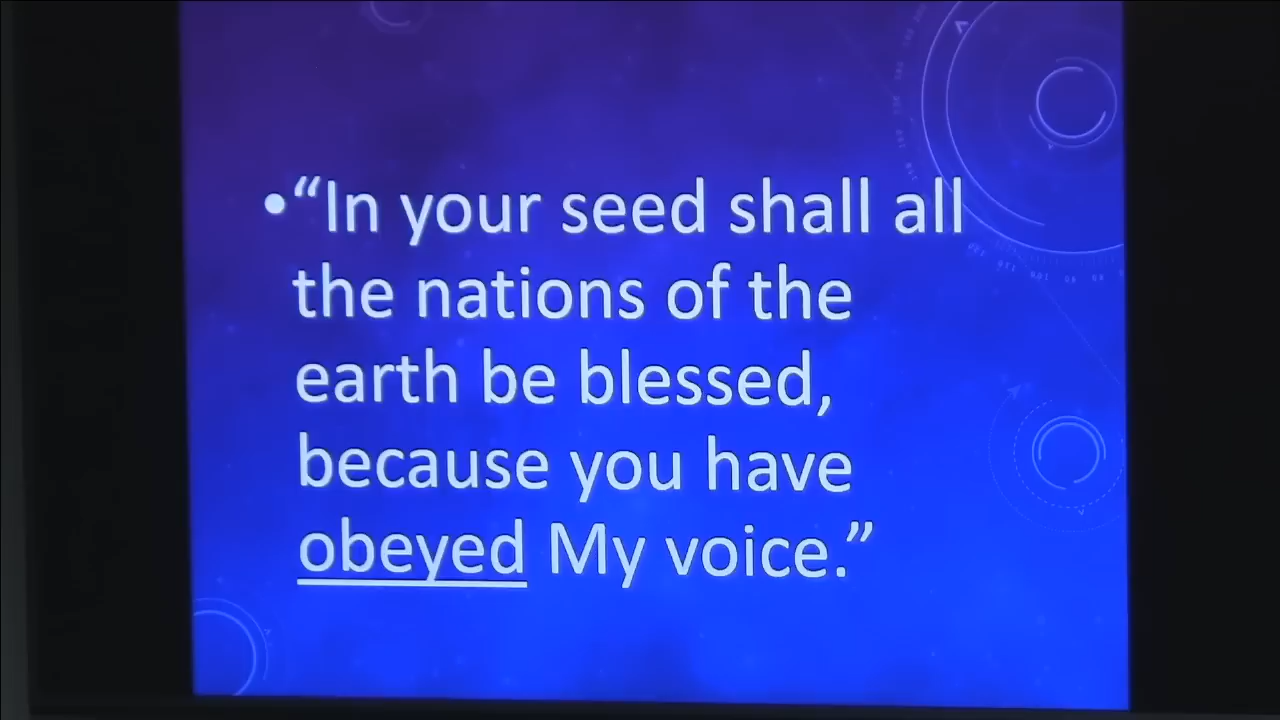 •“In your seed shall all
the nations of the
earth be blessed,
because you have
obeyed My voice.”